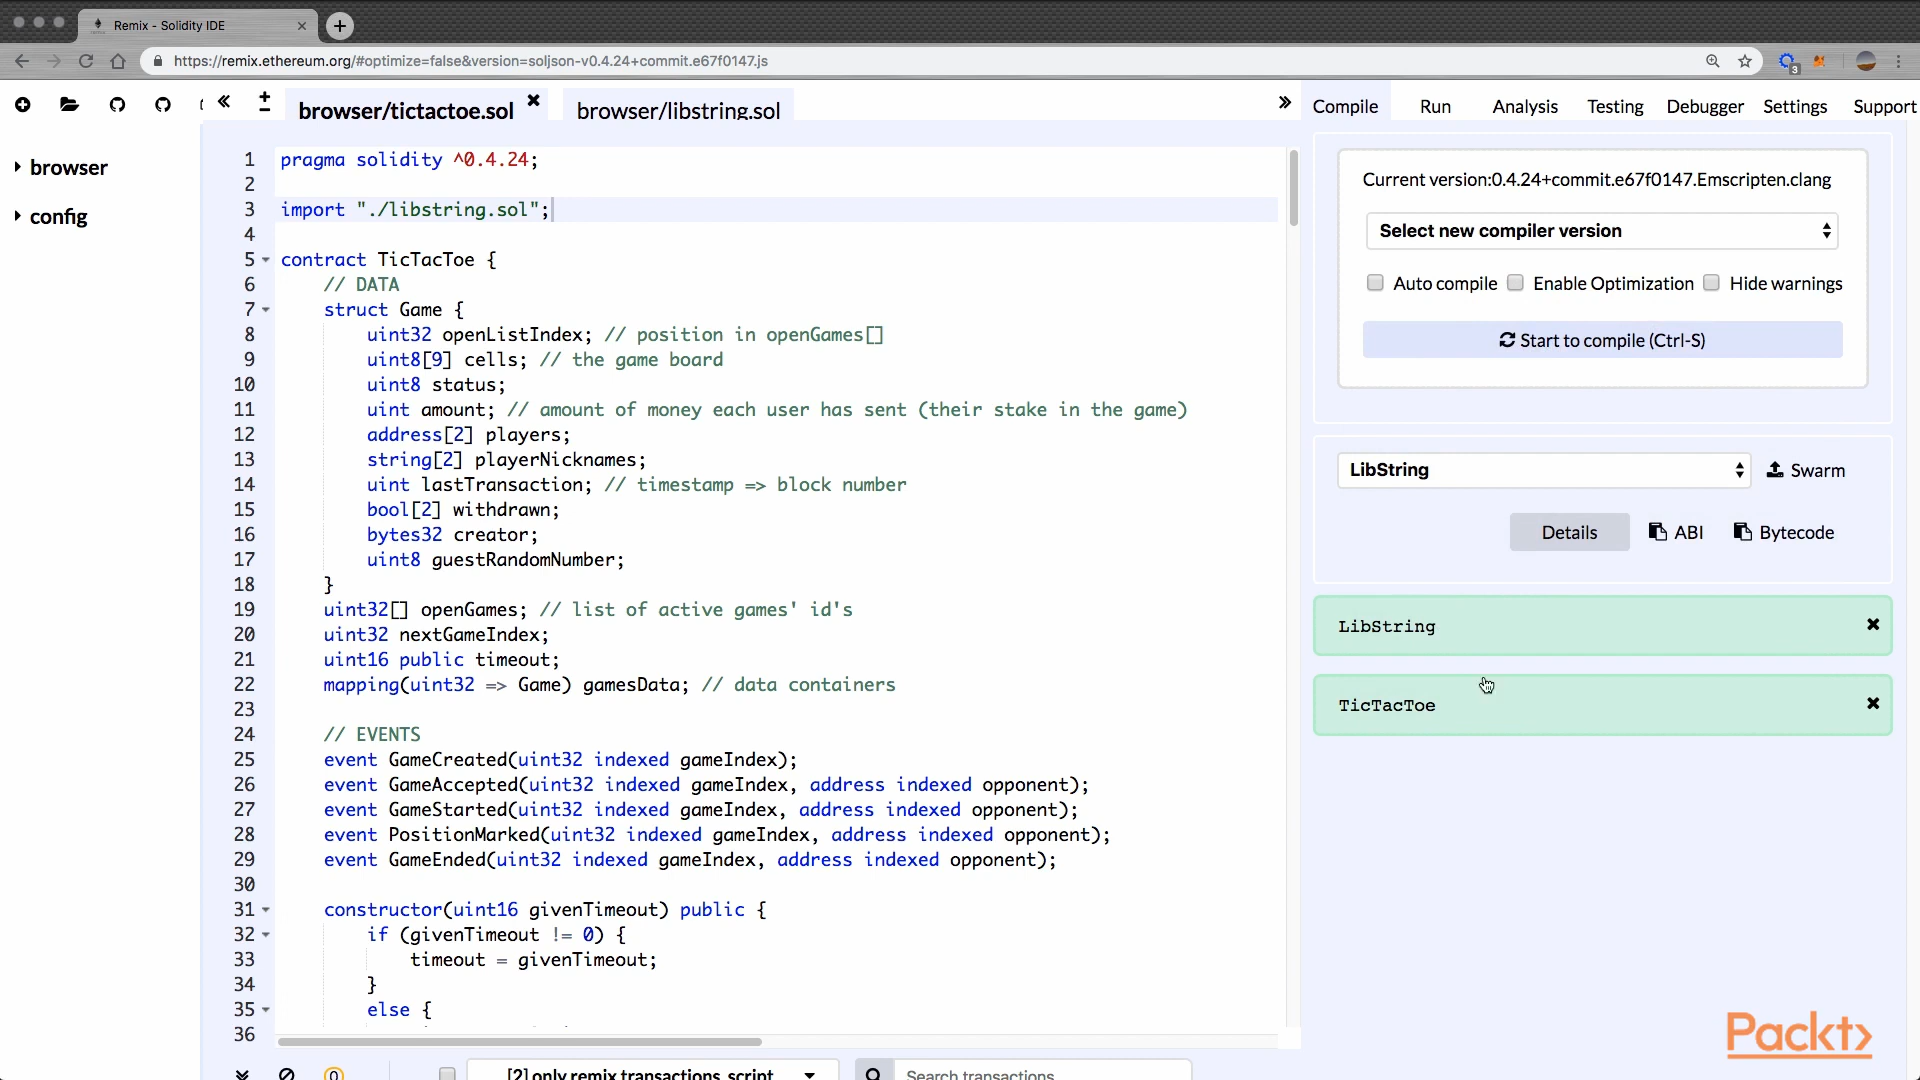 Remix - Solidity IDE
https://remix.ethereum.org/#optimize=false&version=soljson-v0.4.24+commit.e67f0147.js
3
browser/tictactoe.sol
browser/libstring.sol
Compile Run Analysis Testing Debugger Settings Support
browser
config
1 pragma solidity ^0.4.24;
2
3 import "./libstring.sol";
4
5 contract TicTacToe {
6 // DATA
7 struct Game {
8 uint32 openListIndex; // position in openGames[]
9 uint8[9] cells; // the game board
10 uint8 status;
11 uint amount; // amount of money each user has sent (their stake in the game)
12 address[2] players;
13 string[2] playerNicknames;
14 uint lastTransaction; // timestamp => block number
15 bool[2] withdrawn;
16 bytes32 creator;
17 uint8 guestRandomNumber;
18 }
19 uint32[] openGames; // list of active games' id's
20 uint32 nextGameIndex;
21 uint16 public timeout;
22 mapping(uint32 => Game) gamesData; // data containers
23
24 // EVENTS
25 event GameCreated(uint32 indexed gameIndex);
26 event GameAccepted(uint32 indexed gameIndex, address indexed opponent);
27 event GameStarted(uint32 indexed gameIndex, address indexed opponent);
28 event PositionMarked(uint32 indexed gameIndex, address indexed opponent);
29 event GameEnded(uint32 indexed gameIndex, address indexed opponent);
30
31 constructor(uint16 givenTimeout) public {
32 if (givenTimeout != 0) {
33 timeout = givenTimeout;
34 }
35 else {
36
0
[2] only remix transactions, script
Search transactions
Current version:0.4.24+commit.e67f0147.Emscripten.clang
Select new compiler version
Auto compile Enable Optimization Hide warnings
Start to compile (Ctrl-S)
LibString
Swarm
Details ABI Bytecode
LibString
TicTacToe
Packt>